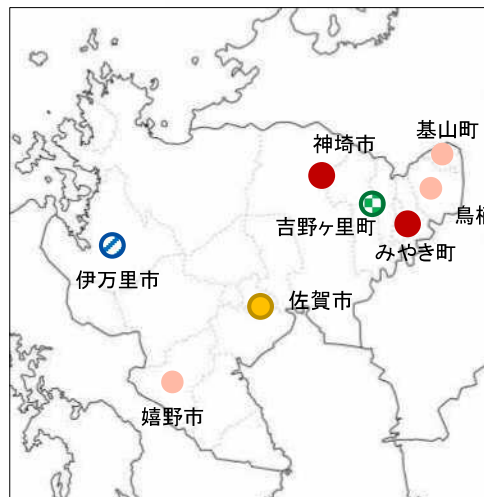 基山町
神埼市
鳥栖
吉野ヶ里町
みやき町
伊万里市
佐賀市
嬉野市